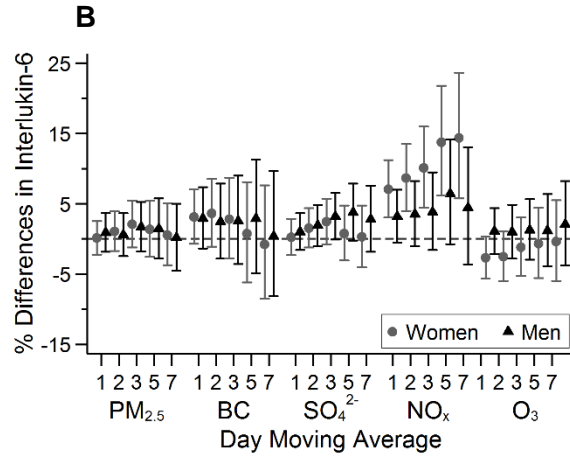 B
% Differences in Interlukin-6
25
15
5
-5
-15
Women Men
1 2 3 5 7 1 2 3 5 7 1 2 3 5 7 1 2 3 5 7 1 2 3 5 7
PM2.5 BC SO4²⁻ NOx O3
Day Moving Average